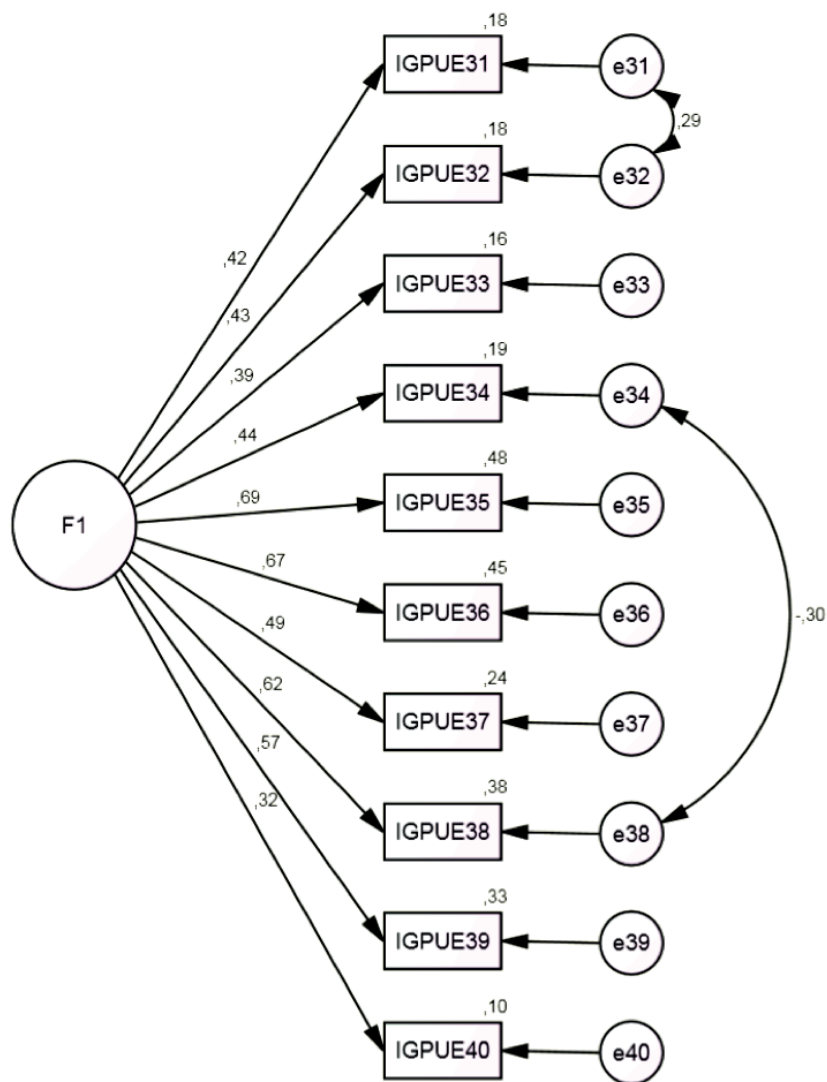 ,18
IGPUE31
e31
,29
,18
IGPUE32
e32
,42
,16
IGPUE33
e33
,43
,19
,39
IGPUE34
e34
,44
,48
,69
IGPUE35
e35
F1
,67
,45
IGPUE36
e36
-,30
,49
,24
,62
IGPUE37
e37
,57
,38
,32
IGPUE38
e38
,33
IGPUE39
e39
,10
IGPUE40
e40